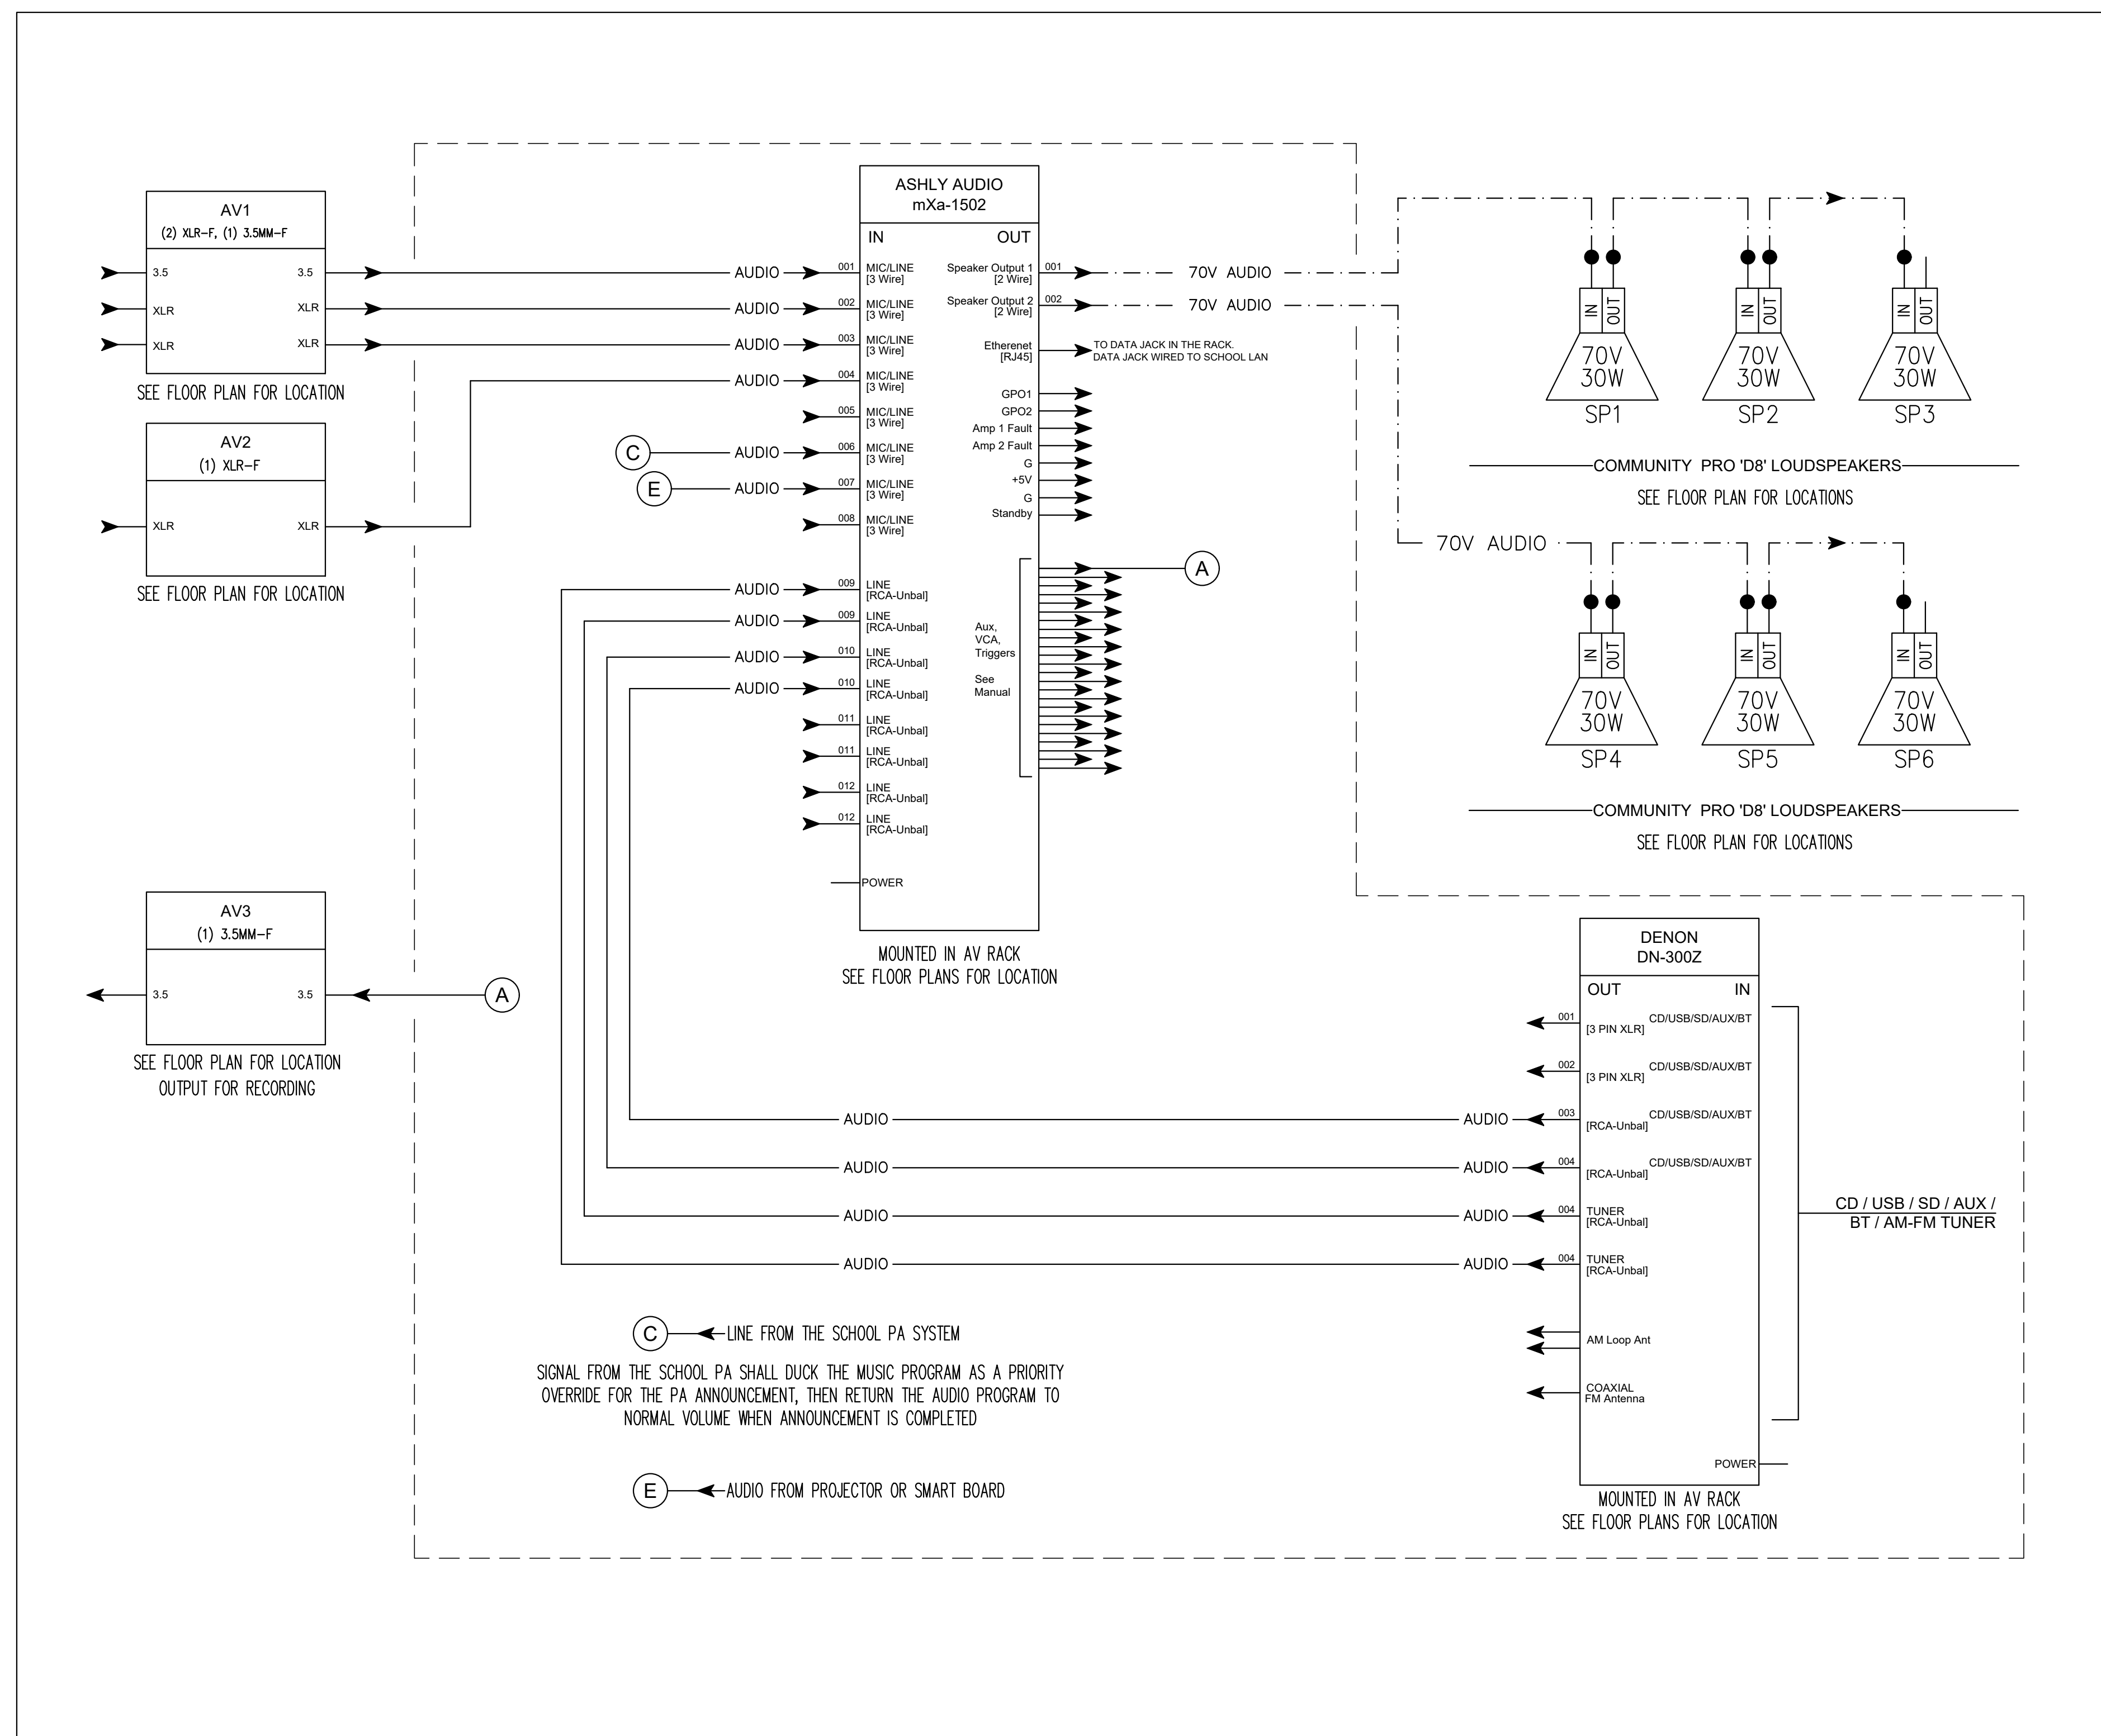 AV1
(2) XLR-F, (1) 3.5MM-F
3.5 3.5
XLR XLR
XLR XLR
SEE FLOOR PLAN FOR LOCATION
AV2
(1) XLR-F
XLR XLR
SEE FLOOR PLAN FOR LOCATION
AV3
(1) 3.5MM-F
3.5 3.5
A
SEE FLOOR PLAN FOR LOCATION
OUTPUT FOR RECORDING
ASHLY AUDIO
mXa-1502
IN OUT
AUDIO 001 MIC/LINE
[3 Wire]
AUDIO 002 MIC/LINE
[3 Wire]
AUDIO 003 MIC/LINE
[3 Wire]
AUDIO 004 MIC/LINE
[3 Wire]
005 MIC/LINE
[3 Wire]
C AUDIO 006 MIC/LINE
[3 Wire]
E AUDIO 007 MIC/LINE
[3 Wire]
008 MIC/LINE
[3 Wire]
AUDIO 009 LINE
[RCA-Unbal]
AUDIO 009 LINE
[RCA-Unbal]
AUDIO 010 LINE
[RCA-Unbal]
AUDIO 010 LINE
[RCA-Unbal]
011 LINE
[RCA-Unbal]
011 LINE
[RCA-Unbal]
012 LINE
[RCA-Unbal]
012 LINE
[RCA-Unbal]
POWER
Speaker Output 1 001 70V AUDIO
[2 Wire]
Speaker Output 2 002 70V AUDIO
[2 Wire]
Etherenet
[RJ45]
TO DATA JACK IN THE RACK.
DATA JACK WIRED TO SCHOOL LAN
GPO1
GPO2
Amp 1 Fault
Amp 2 Fault
G
+5V
G
Standby
A
Aux,
VCA,
Triggers
See
Manual
MOUNTED IN AV RACK
SEE FLOOR PLANS FOR LOCATION
IN OUT IN OUT IN OUT
70V 70V 70V
30W 30W 30W
SP1 SP2 SP3
COMMUNITY PRO 'D8' LOUDSPEAKERS
SEE FLOOR PLAN FOR LOCATIONS
70V AUDIO
IN OUT IN OUT IN OUT
70V 70V 70V
30W 30W 30W
SP4 SP5 SP6
COMMUNITY PRO 'D8' LOUDSPEAKERS
SEE FLOOR PLAN FOR LOCATIONS
DENON
DN-300Z
OUT IN
001 CD/USB/SD/AUX/BT
[3 PIN XLR]
002 CD/USB/SD/AUX/BT
[3 PIN XLR]
AUDIO AUDIO 003 CD/USB/SD/AUX/BT
[RCA-Unbal]
AUDIO AUDIO 004 CD/USB/SD/AUX/BT
[RCA-Unbal]
AUDIO AUDIO 004 TUNER
[RCA-Unbal]
AUDIO AUDIO 004 TUNER
[RCA-Unbal]
AM Loop Ant
COAXIAL
FM Antenna
POWER
CD / USB / SD / AUX /
BT / AM-FM TUNER
MOUNTED IN AV RACK
SEE FLOOR PLANS FOR LOCATION
C LINE FROM THE SCHOOL PA SYSTEM
SIGNAL FROM THE SCHOOL PA SHALL DUCK THE MUSIC PROGRAM AS A PRIORITY
OVERRIDE FOR THE PA ANNOUNCEMENT, THEN RETURN THE AUDIO PROGRAM TO
NORMAL VOLUME WHEN ANNOUNCEMENT IS COMPLETED
E AUDIO FROM PROJECTOR OR SMART BOARD